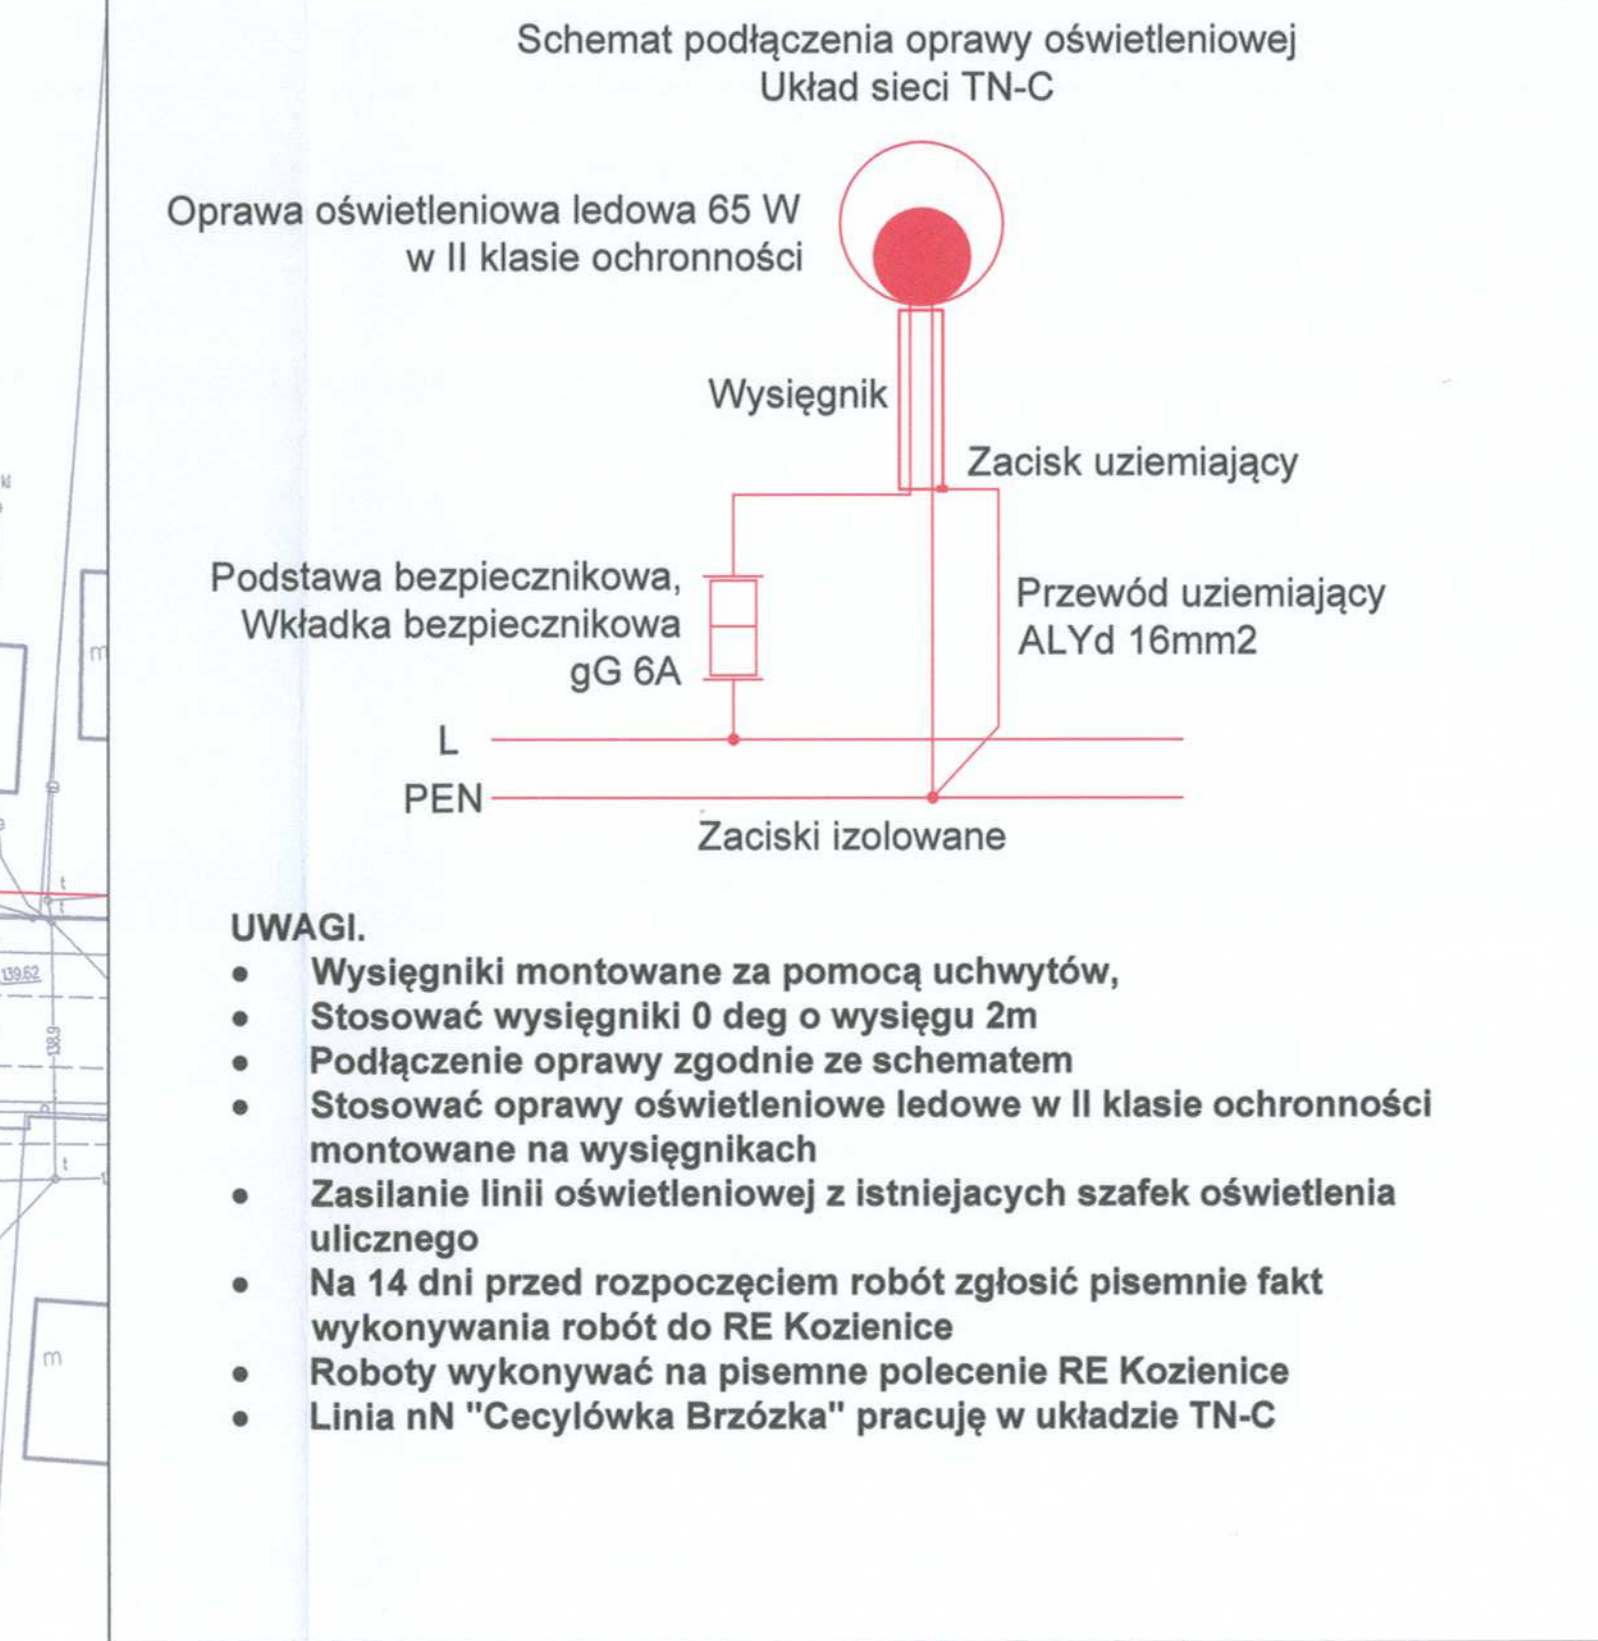 Schemat podłączenia oprawy oświetleniowej
Układ sieci TN-C
Oprawa oświetleniowa ledowa 65 W
w II klasie ochronności
Wysięgnik
Zacisk uziemiający
Podstawa bezpiecznikowa,
Wkładka bezpiecznikowa
gG 6A
Przewód uziemiający
ALYd 16mm2
L
PEN
Zaciski izolowane
UWAGI.
• Wysięgniki montowane za pomocą uchwytów,
• Stosować wysięgniki 0 deg o wysięgu 2m
• Podłączenie oprawy zgodnie ze schematem
• Stosować oprawy oświetleniowe ledowe w II klasie ochronności
montowane na wysięgnikach
• Zasilanie linii oświetleniowej z istniejacych szafek oświetlenia
ulicznego
• Na 14 dni przed rozpoczęciem robót zgłosić pisemnie fakt
wykonywania robót do RE Kozienice
• Roboty wykonywać na pisemne polecenie RE Kozienice
• Linia nN "Cecylówka Brzózka" pracuję w układzie TN-C
m
t
t
139.62
138.9
t
m